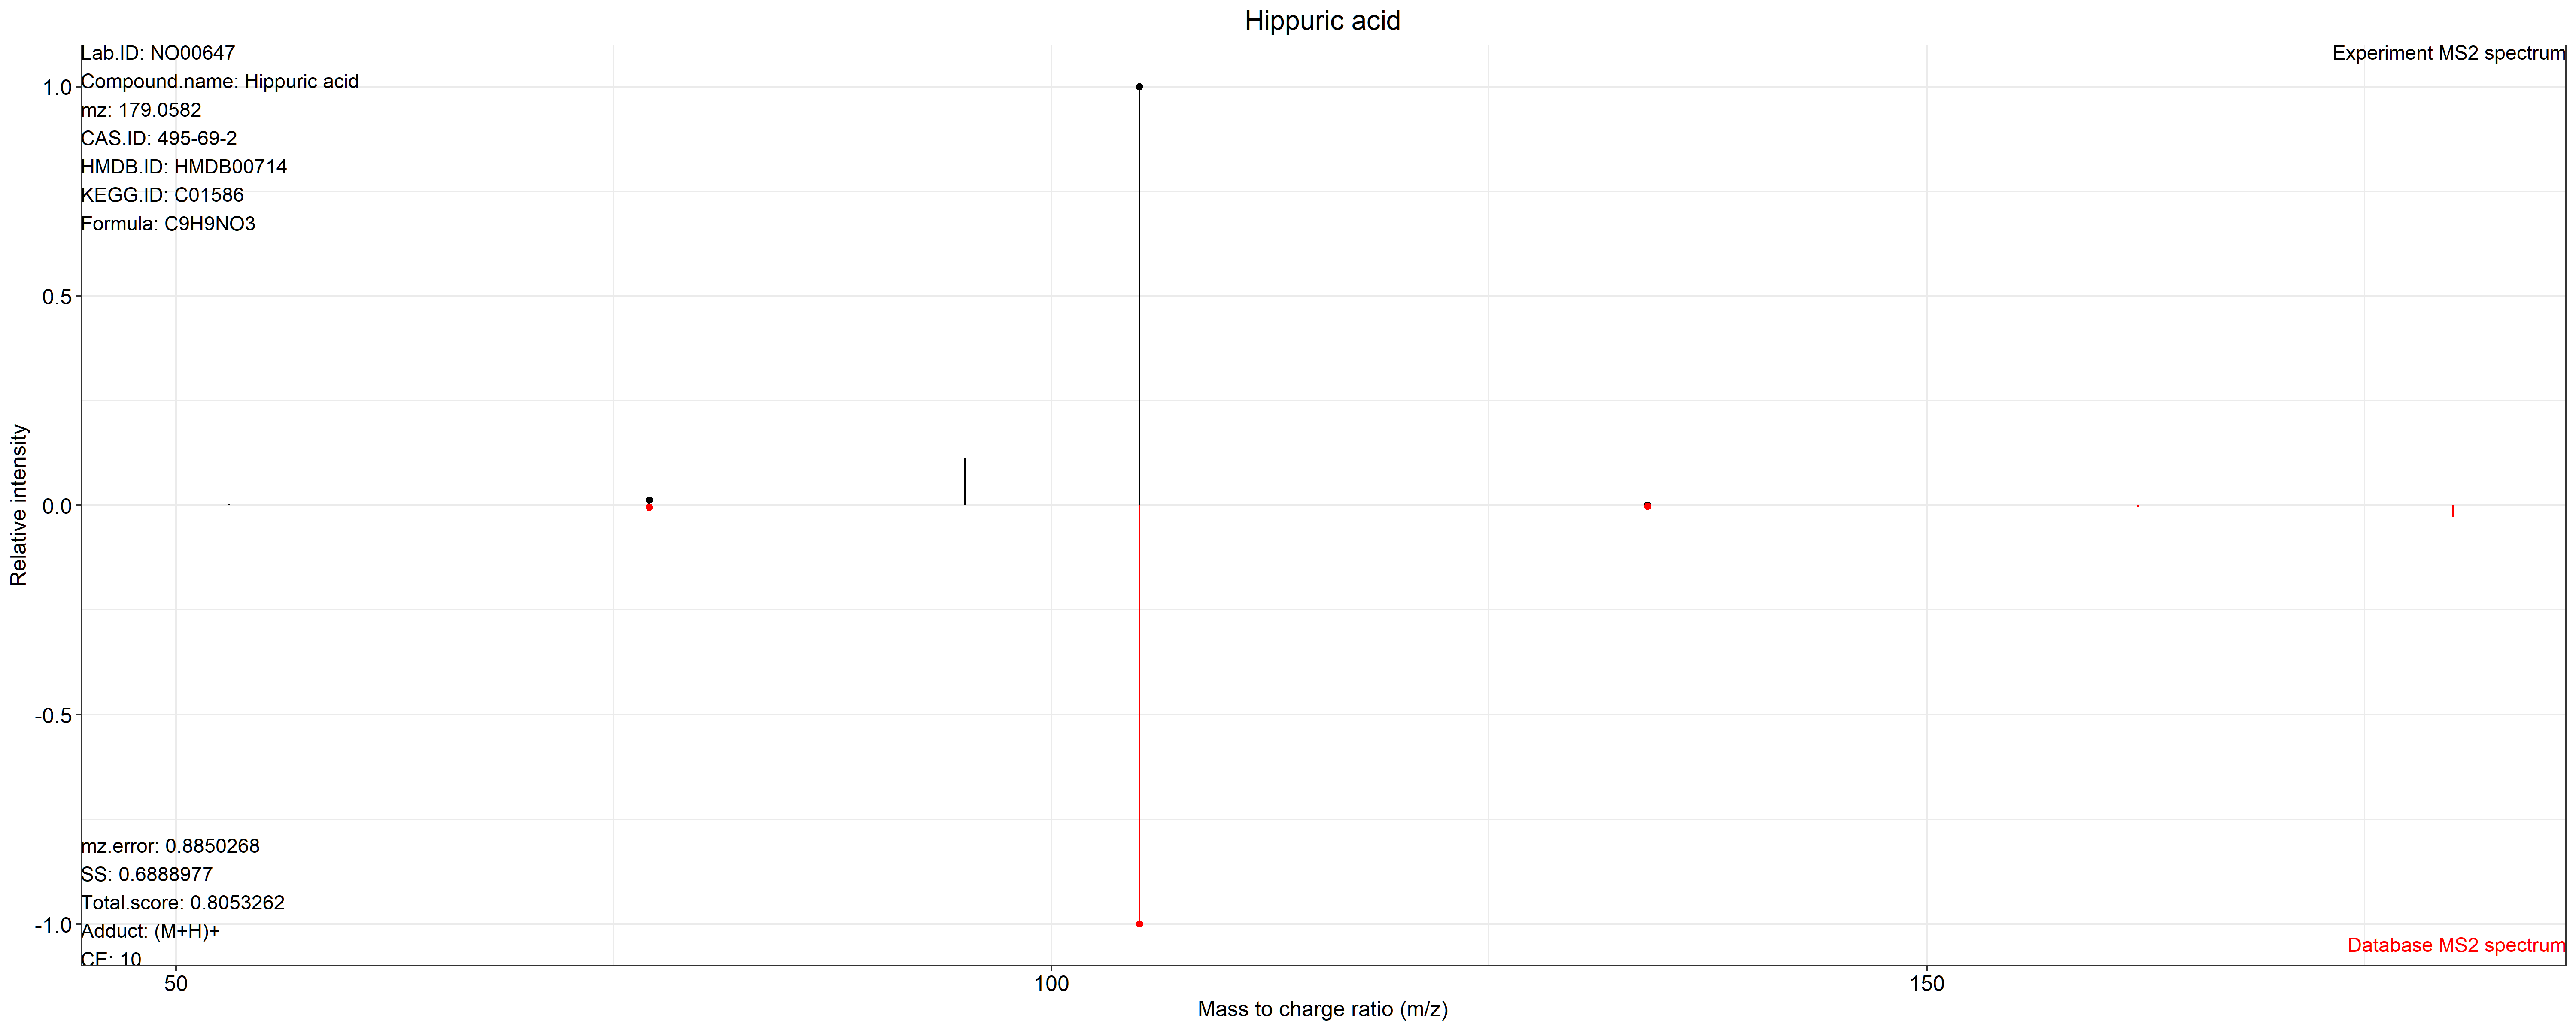 Hippuric acid
Lab.ID: NO00647
Experiment MS2 spectrum
Compound.name: Hippuric acid
mz: 179.0582
CAS.ID: 495-69-2
HMDB.ID: HMDB00714
KEGG.ID: C01586
Formula: C9H9NO3
1.0
0.5
0.0
-0.5
-1.0
Relative intensity
mz.error: 0.8850268
SS: 0.6888977
Total.score: 0.8053262
Adduct: (M+H)+
CE: 10
Database MS2 spectrum
50
100
150
Mass to charge ratio (m/z)